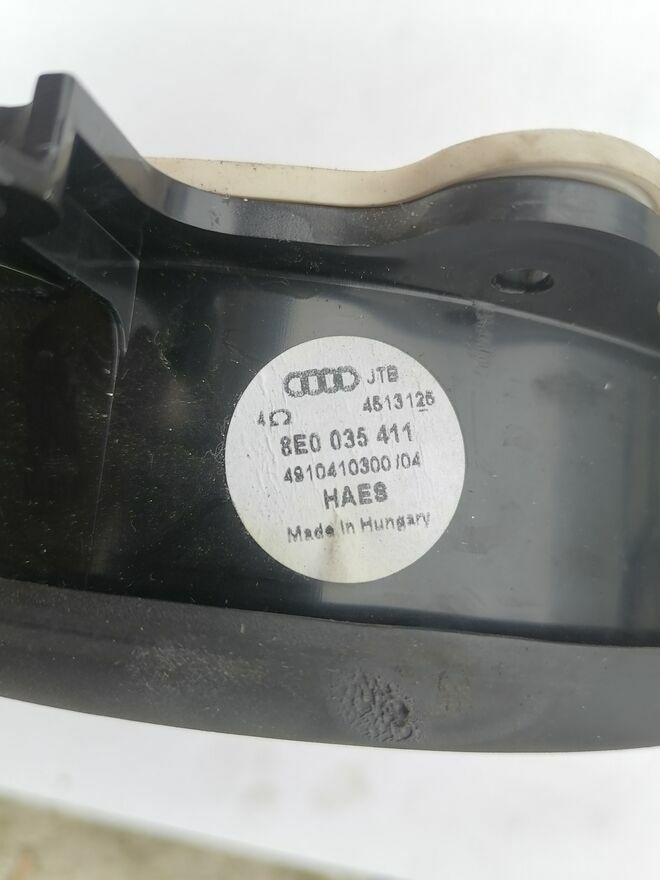 JTB
4513125
4Ω
8E0 035 411
4910410300/04
HAES
Made in Hungary